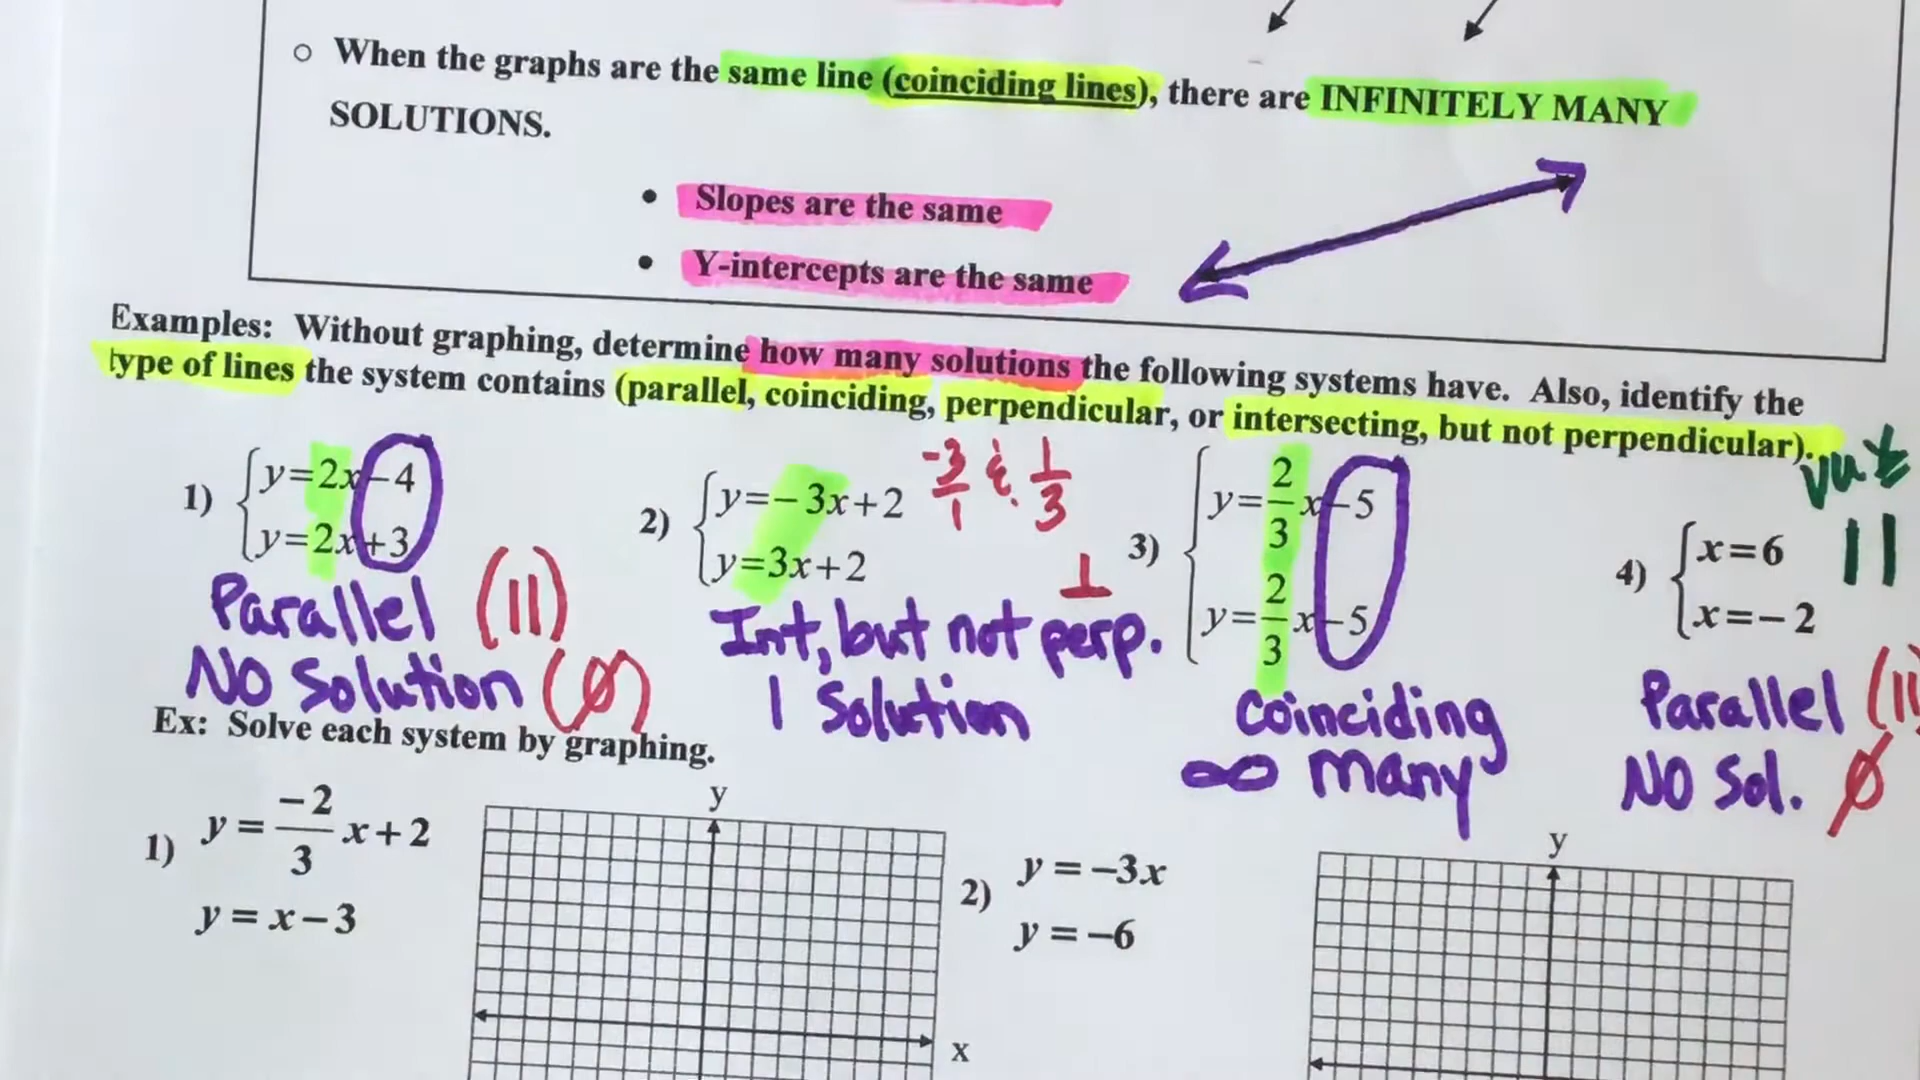 ○ When the graphs are the same line (coinciding lines), there are INFINITELY MANY
SOLUTIONS.
• Slopes are the same
• Y-intercepts are the same
Examples: Without graphing, determine how many solutions the following systems have. Also, identify the
type of lines the system contains (parallel, coinciding, perpendicular, or intersecting, but not perpendicular).
1) { y=2x-4
y=2x+3
Parallel (||)
No Solution (∅)
2) { y=-3x+2
y=3x+2
-3/1 & 1/3
⊥
Int, but not perp.
1 Solution
3) { y=2/3x-5
y=2/3x-5
Coinciding
∞ many
4) { x=6
x=-2
||
Parallel (||)
No Sol. ∅
Ex: Solve each system by graphing.
1) y = -2/3 x + 2
y = x - 3
y
x
2) y = -3x
y = -6
y